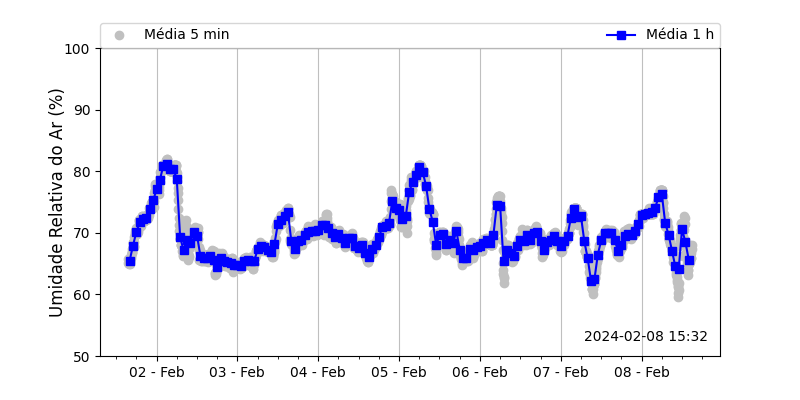 Média 5 min
Média 1 h
Umidade Relativa do Ar (%)
100
90
80
70
60
50
2024-02-08 15:32
02 - Feb
03 - Feb
04 - Feb
05 - Feb
06 - Feb
07 - Feb
08 - Feb